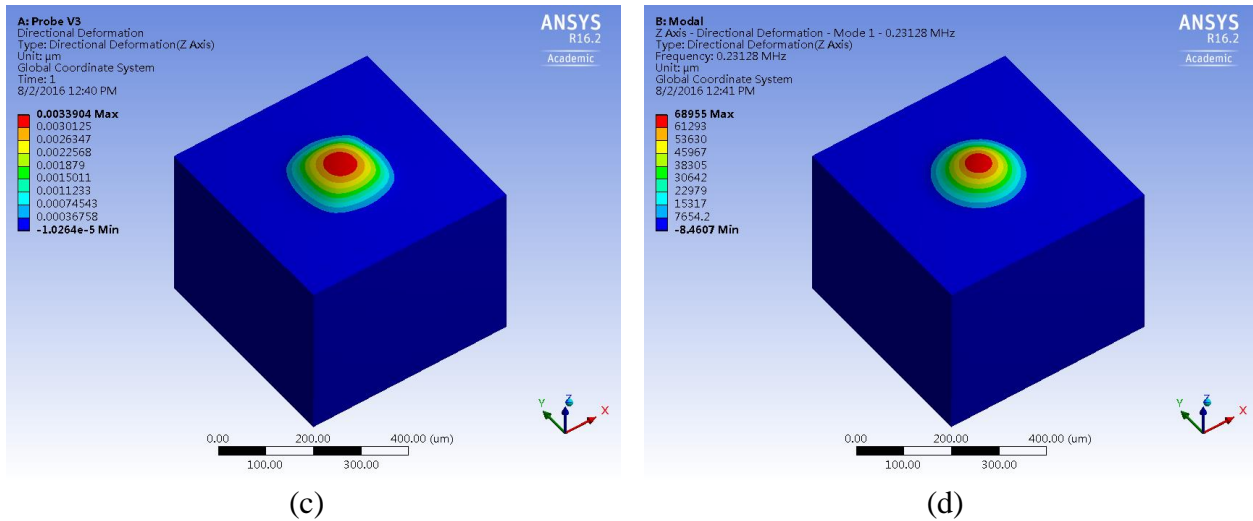 A: Probe V3
Directional Deformation
Type: Directional Deformation(Z Axis)
Unit: µm
Global Coordinate System
Time: 1
8/2/2016 12:40 PM
0.0033904 Max
0.0030125
0.0026347
0.0022568
0.001879
0.0015011
0.0011233
0.00074543
0.00036758
-1.0264e-5 Min
ANSYS
R16.2
Academic
Z
Y
X
0.00 200.00 400.00 (um)
100.00 300.00
(c)
B: Modal
Z Axis - Directional Deformation - Mode 1 - 0.23128 MHz
Type: Directional Deformation(Z Axis)
Frequency: 0.23128 MHz
Unit: µm
Global Coordinate System
8/2/2016 12:41 PM
68955 Max
61293
53630
45967
38305
30642
22979
15317
7654.2
-8.4607 Min
ANSYS
R16.2
Academic
Z
Y
X
0.00 200.00 400.00 (um)
100.00 300.00
(d)